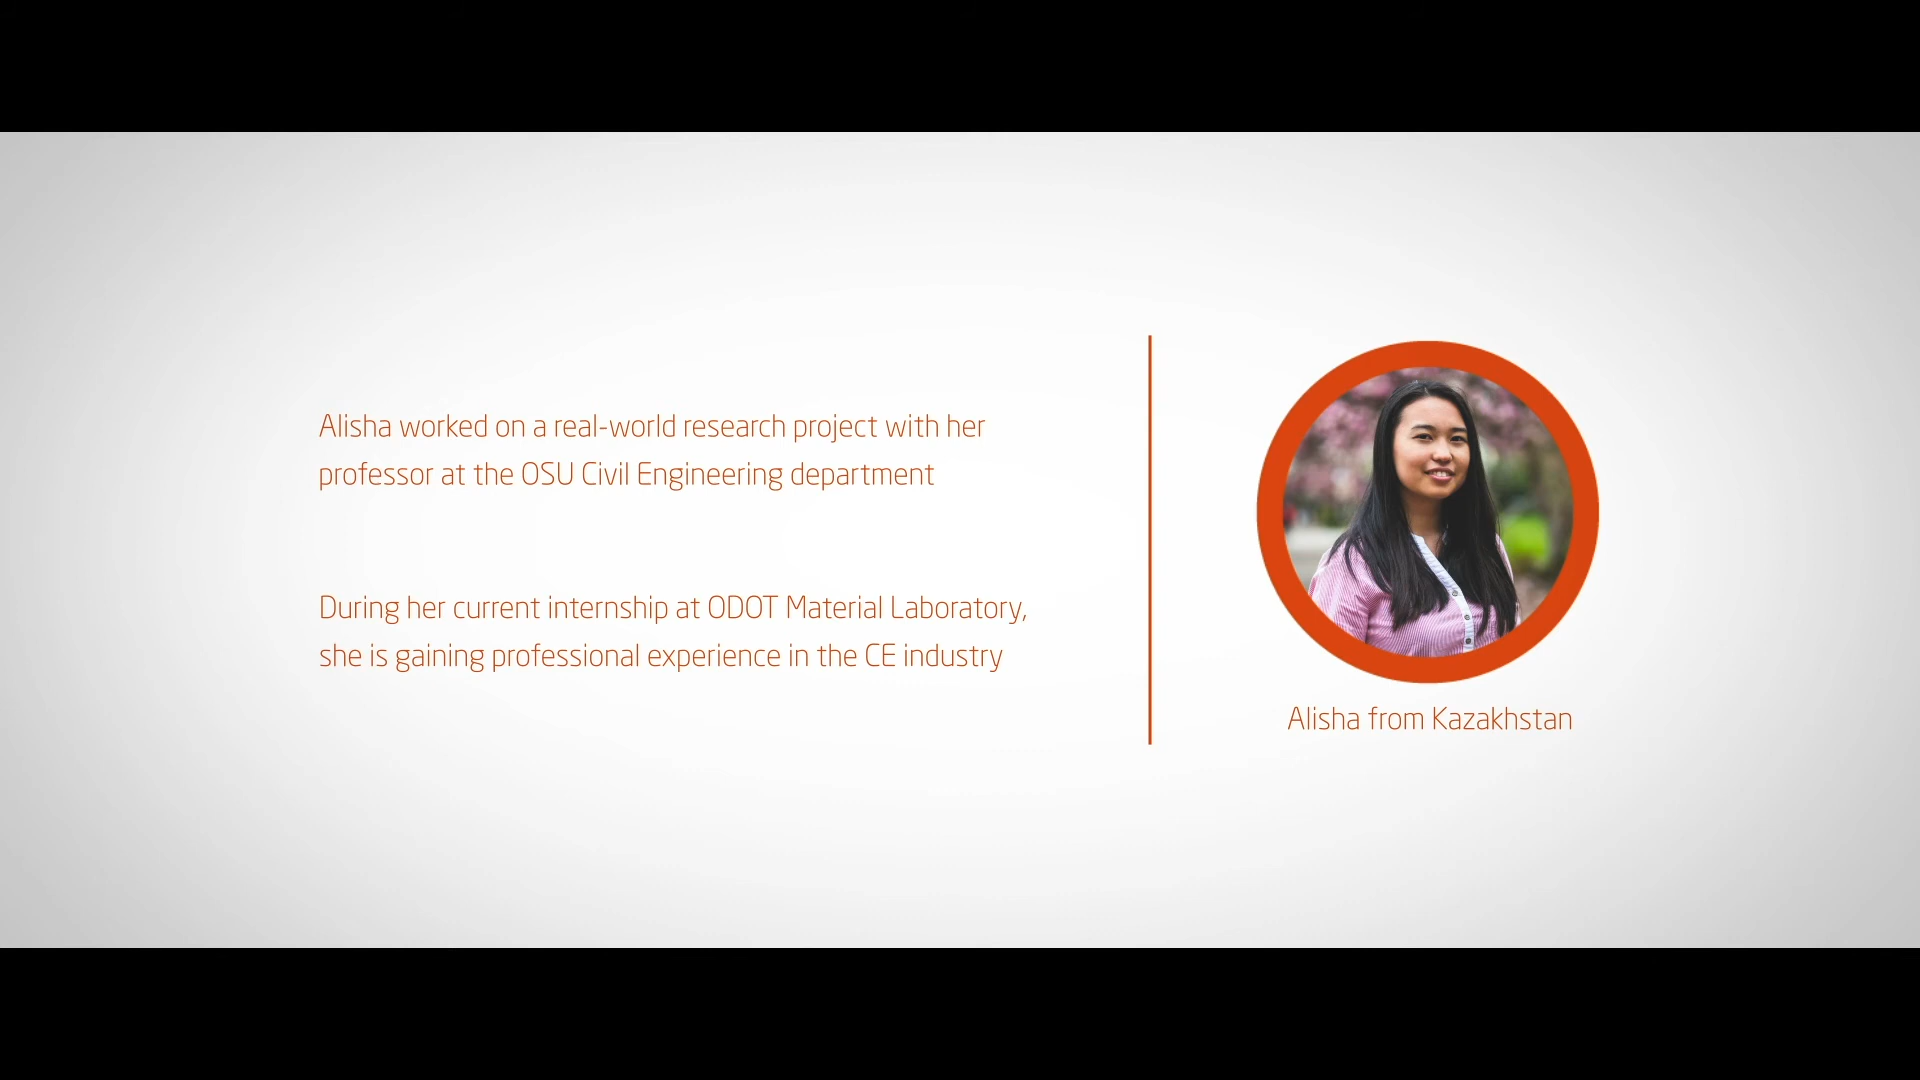 Alisha worked on a real-world research project with her
professor at the OSU Civil Engineering department
During her current internship at ODOT Material Laboratory,
she is gaining professional experience in the CE industry
Alisha from Kazakhstan